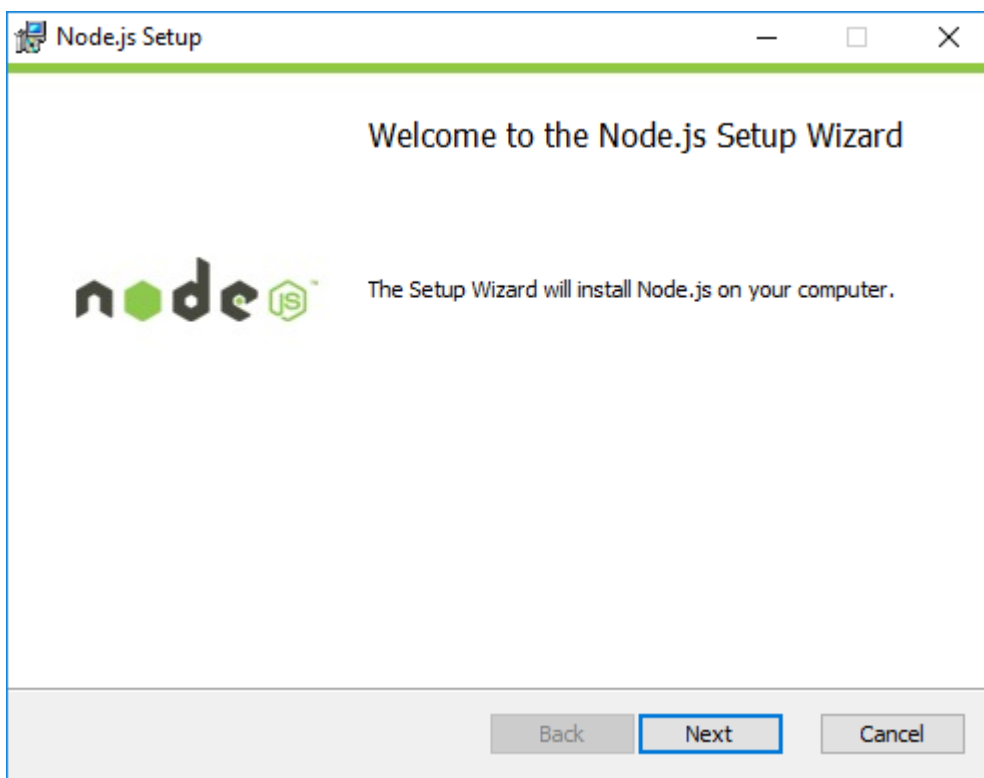 Node.js Setup
Welcome to the Node.js Setup Wizard
node JS™
The Setup Wizard will install Node.js on your computer.
Back
Next
Cancel